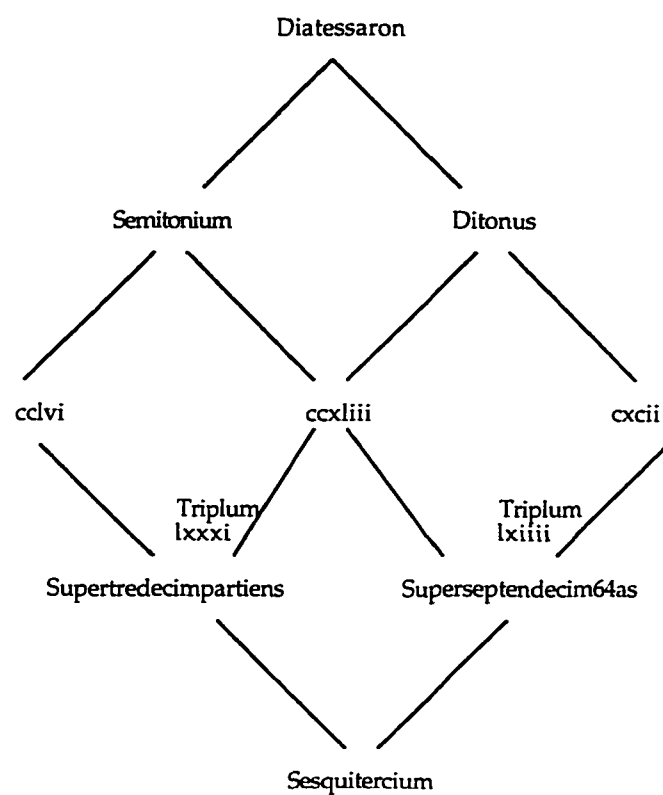 Diatessaron
Semitonium Ditonus
cclvi ccxliii cxcii
Triplum Triplum
lxxxi lxiiii
Supertredecimpartiens Superseptendecim64as
Sesquitercium